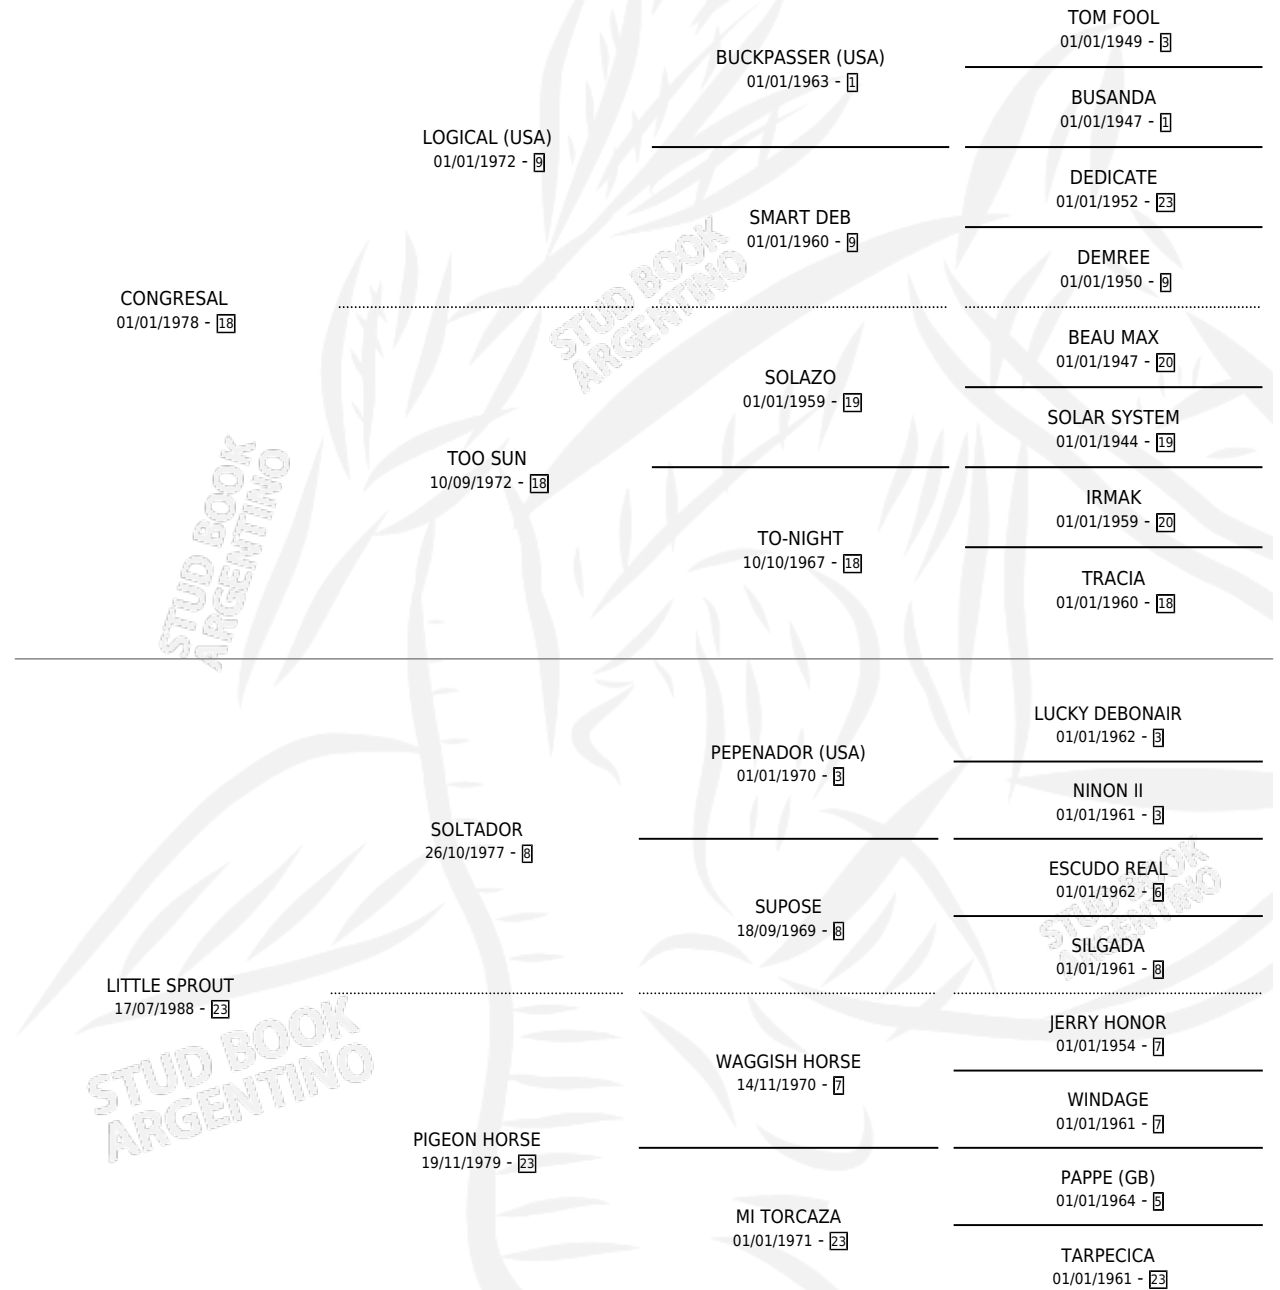 TOM FOOL
01/01/1949 - 3
BUCKPASSER (USA)
01/01/1963 - 1
BUSANDA
01/01/1947 - 1
LOGICAL (USA)
01/01/1972 - 9
DEDICATE
01/01/1952 - 23
SMART DEB
01/01/1960 - 9
DEMREE
01/01/1950 - 9
CONGRESAL
01/01/1978 - 18
STUD BOOK
ARGENTINO
BEAU MAX
01/01/1947 - 20
SOLAZO
01/01/1959 - 19
SOLAR SYSTEM
01/01/1944 - 19
TOO SUN
10/09/1972 - 18
IRMAK
01/01/1959 - 20
TO-NIGHT
10/10/1967 - 18
TRACIA
01/01/1960 - 18
STUD BOOK
ARGENTINO
LUCKY DEBONAIR
01/01/1962 - 3
PEPENADOR (USA)
01/01/1970 - 3
NINON II
01/01/1961 - 3
SOLTADOR
26/10/1977 - 8
ESCUDO REAL
01/01/1962 - 6
SUPOSE
18/09/1969 - 8
SILGADA
01/01/1961 - 8
STUD BOOK
ARGENTINO
LITTLE SPROUT
17/07/1988 - 23
JERRY HONOR
01/01/1954 - 7
WAGGISH HORSE
14/11/1970 - 7
WINDAGE
01/01/1961 - 7
STUD BOOK
ARGENTINO
PIGEON HORSE
19/11/1979 - 23
PAPPE (GB)
01/01/1964 - 5
MI TORCAZA
01/01/1971 - 23
TARPECICA
01/01/1961 - 23